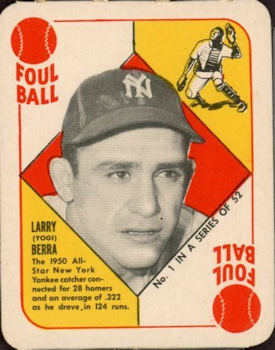 FOUL
BALL
NY
LARRY
(YOGI)
BERRA
The 1950 All-
Star New York
Yankee catcher con-
nected for 28 homers
and an average of .322
as he drove in 124 runs.
No. 1 IN A SERIES OF 52
FOUL
BALL